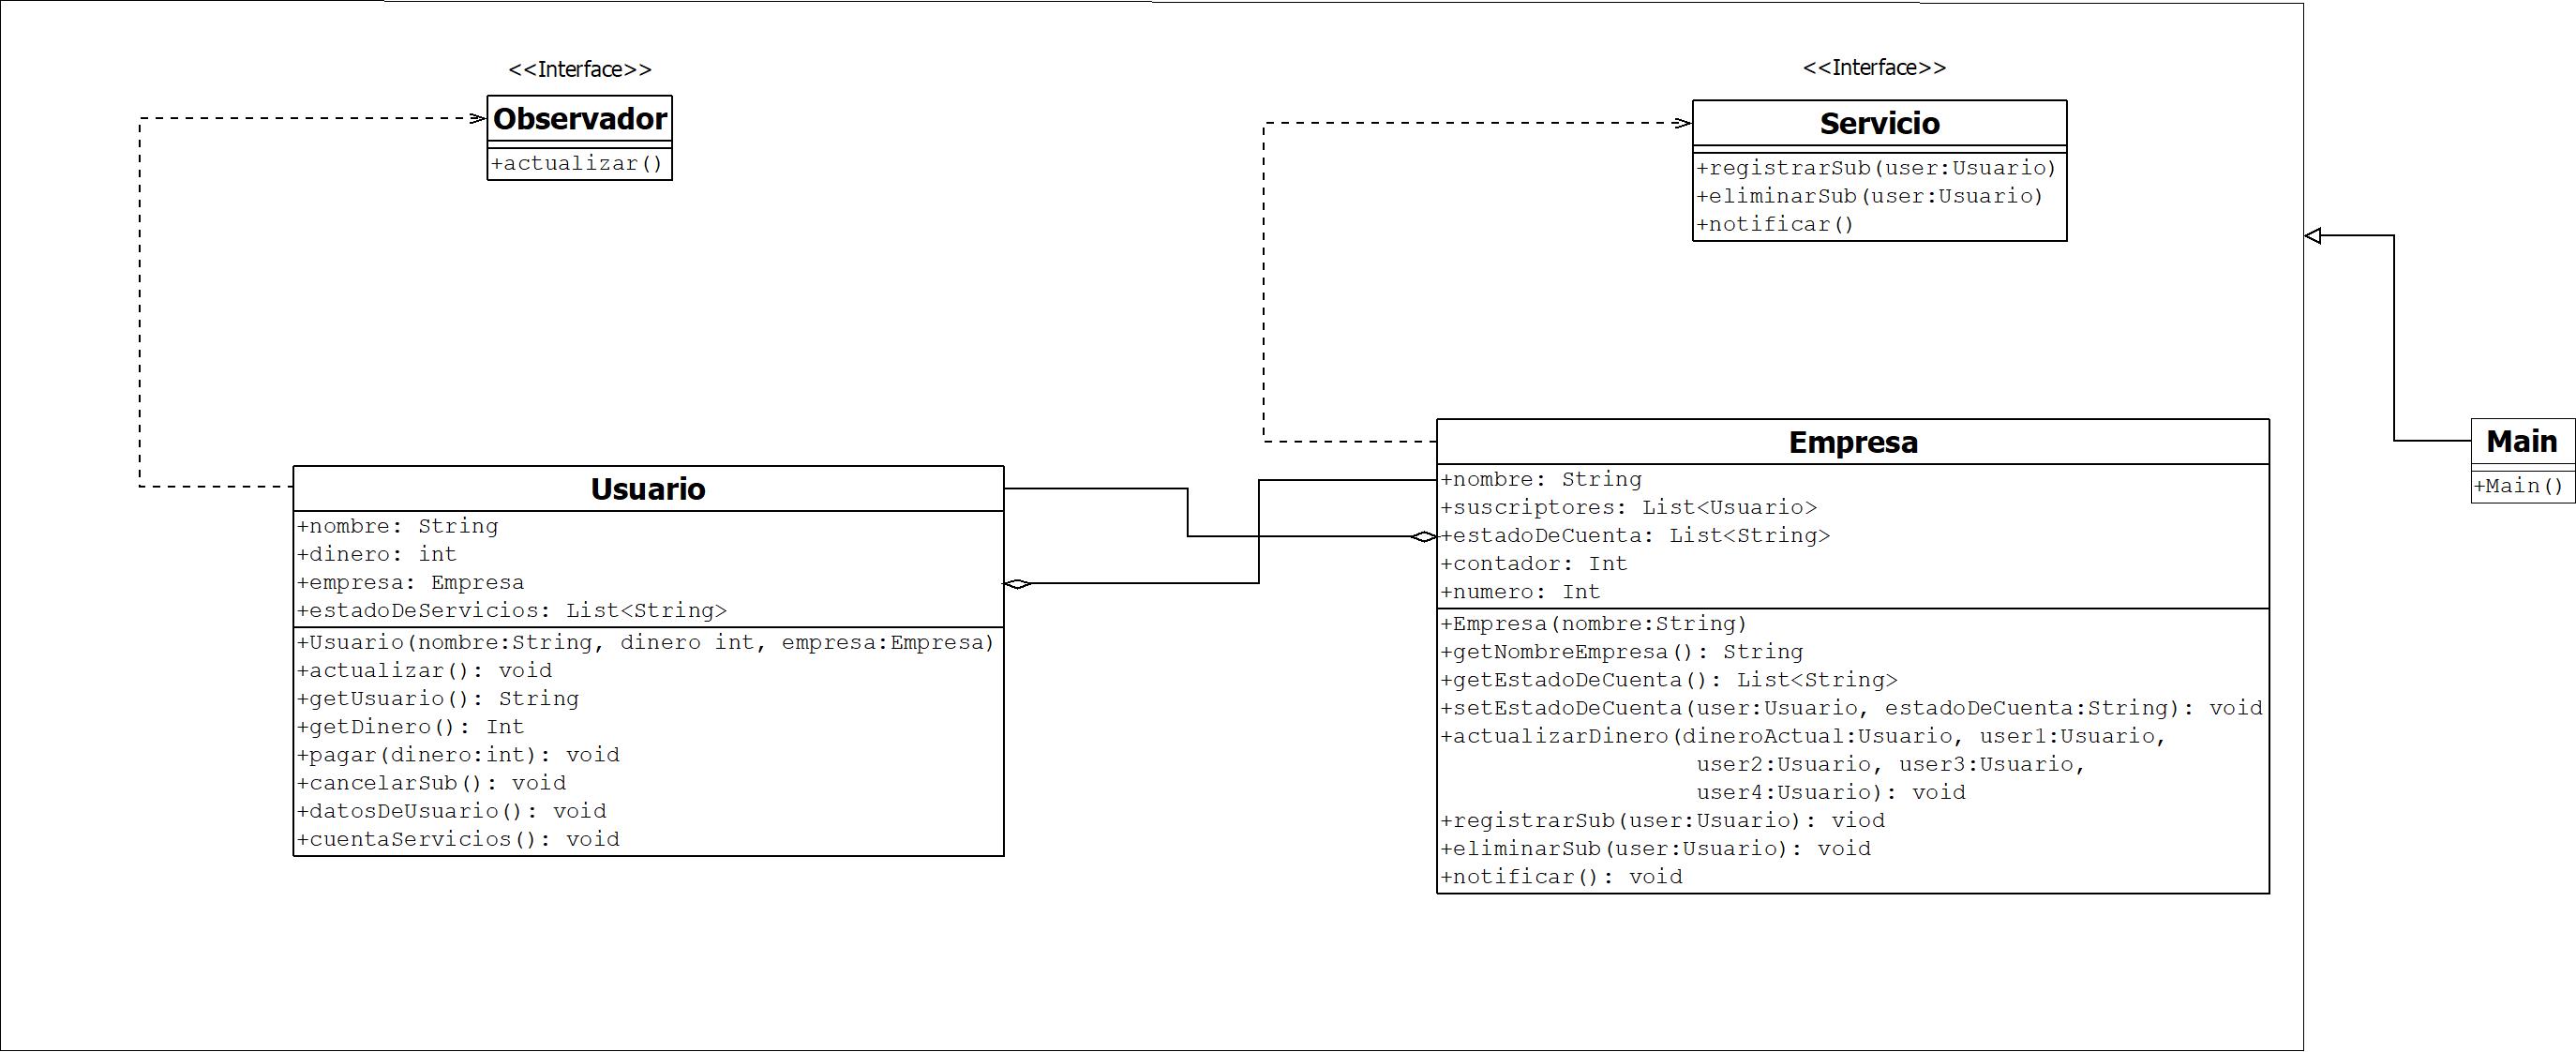 <<Interface>>
Observador
+actualizar()
<<Interface>>
Servicio
+registrarSub(user:Usuario)
+eliminarSub(user:Usuario)
+notificar()
Usuario
+nombre: String
+dinero: int
+empresa: Empresa
+estadoDeServicios: List<String>
+Usuario(nombre:String, dinero int, empresa:Empresa)
+actualizar(): void
+getUsuario(): String
+getDinero(): Int
+pagar(dinero:int): void
+cancelarSub(): void
+datosDeUsuario(): void
+cuentaServicios(): void
Empresa
+nombre: String
+suscriptores: List<Usuario>
+estadoDeCuenta: List<String>
+contador: Int
+numero: Int
+Empresa(nombre:String)
+getNombreEmpresa(): String
+getEstadoDeCuenta(): List<String>
+setEstadoDeCuenta(user:Usuario, estadoDeCuenta:String): void
+actualizarDinero(dineroActual:Usuario, user1:Usuario,
user2:Usuario, user3:Usuario,
user4:Usuario): void
+registrarSub(user:Usuario): viod
+eliminarSub(user:Usuario): void
+notificar(): void
Main
+Main()